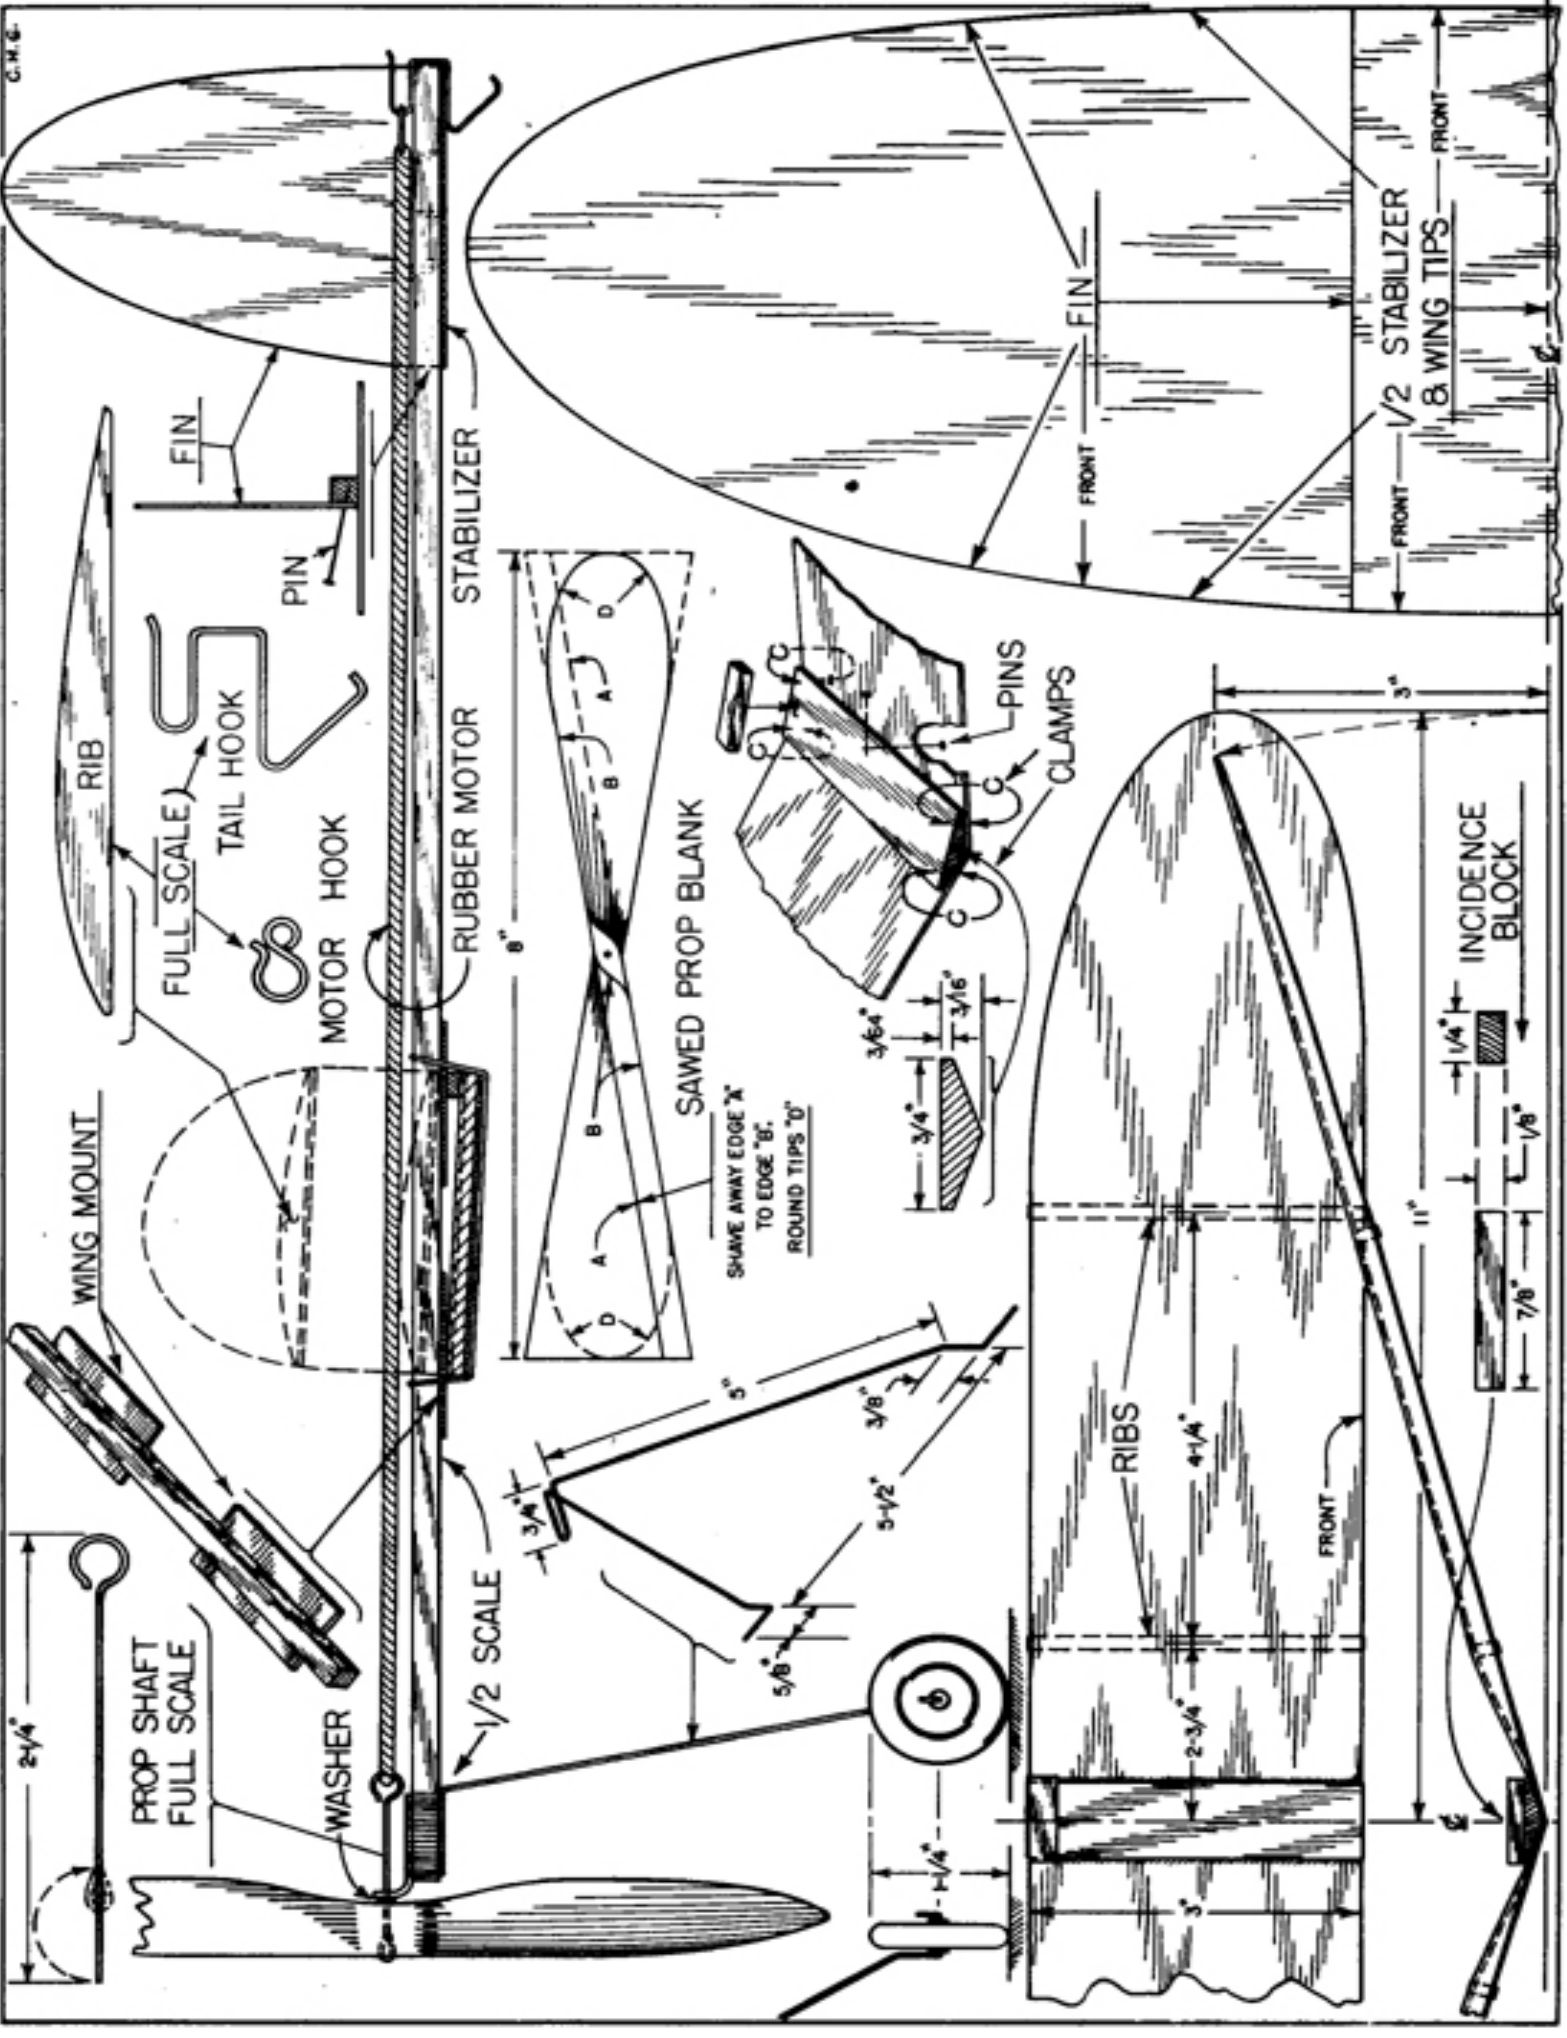 C.H.G.
2-1/4"
PROP SHAFT
FULL SCALE
WASHER
WING MOUNT
RIB
FULL SCALE
TAIL HOOK
MOTOR HOOK
FIN
PIN
1/2 SCALE
RUBBER MOTOR
STABILIZER
8"
A
B
D
B
A
D
SAWED PROP BLANK
SHAVE AWAY EDGE "A"
TO EDGE "B".
ROUND TIPS "D"
3/4"
5"
3/8"
5-1/2"
5/8"
1-1/4"
C
C
C
C
PINS
CLAMPS
3/64"
3/16"
3/4"
FIN
FRONT
FRONT
FRONT
1/2 STABILIZER
& WING TIPS
℄
RIBS
4-1/4"
2-3/4"
3"
FRONT
11"
3"
℄
INCIDENCE
BLOCK
1/4"
1/8"
7/8"